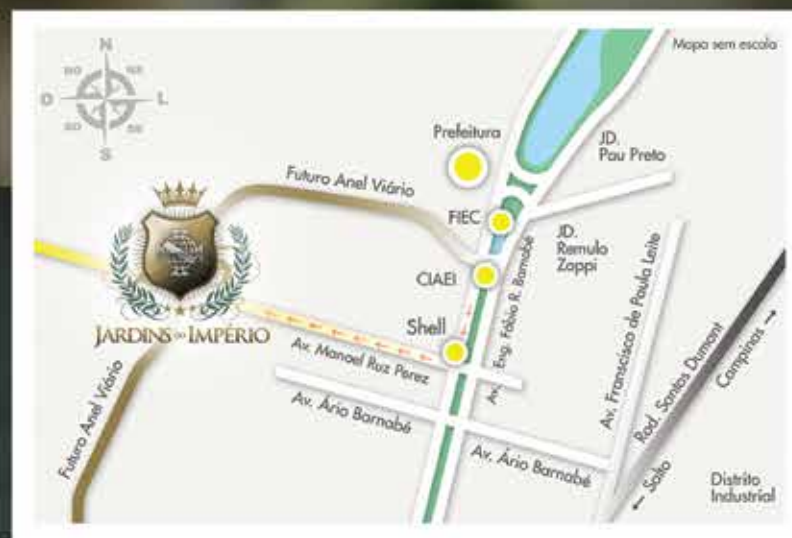 Mapa sem escala
N
NO
NE
O
L
SO
SE
S
Prefeitura
JD.
Pau Preto
Futuro Anel Viário
FIEC
JD.
Remulo
Zoppi
CIAEI
Av. Eng. Fábio R. Barnabé
Av. Franscisco de Paula Leite
Rod. Santos Dumont
Campinas →
Shell
JARDINS DO IMPÉRIO
Av. Manoel Ruz Perez
Av. Ário Barnabé
Av. Ário Barnabé
Futuro Anel Viário
← Salto
Distrito
Industrial